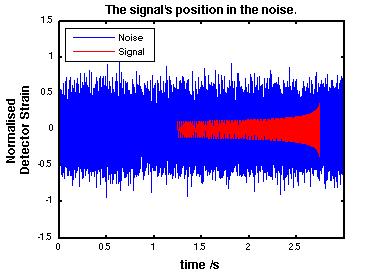 The signal's position in the noise.
1.5
Noise
Signal
1
0.5
0
-0.5
-1
-1.5
Normalised
Detector Strain
0 0.5 1 1.5 2 2.5
time /s